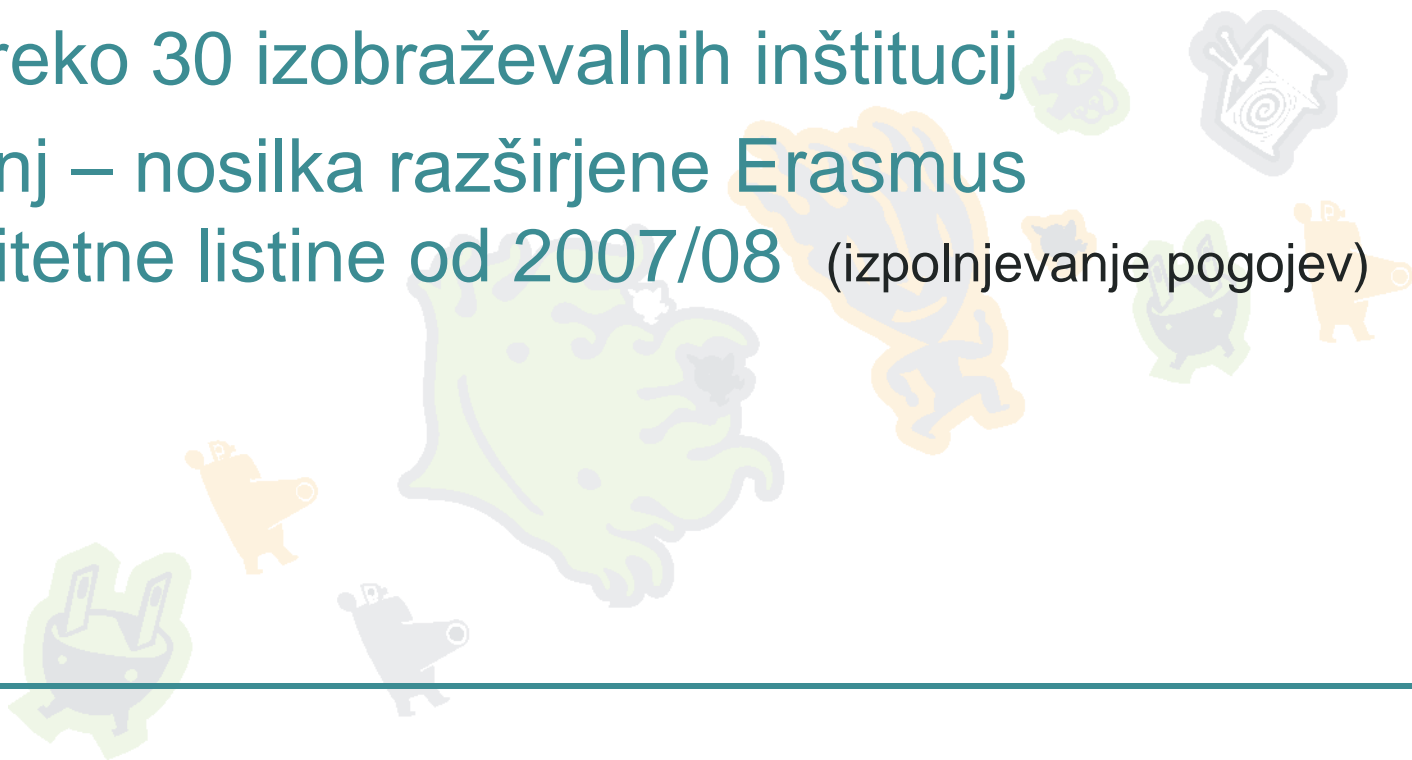 reko 30 izobraževalnih inštitucij
nj – nosilka razširjene Erasmus
itetne listine od 2007/08 (izpolnjevanje pogojev)